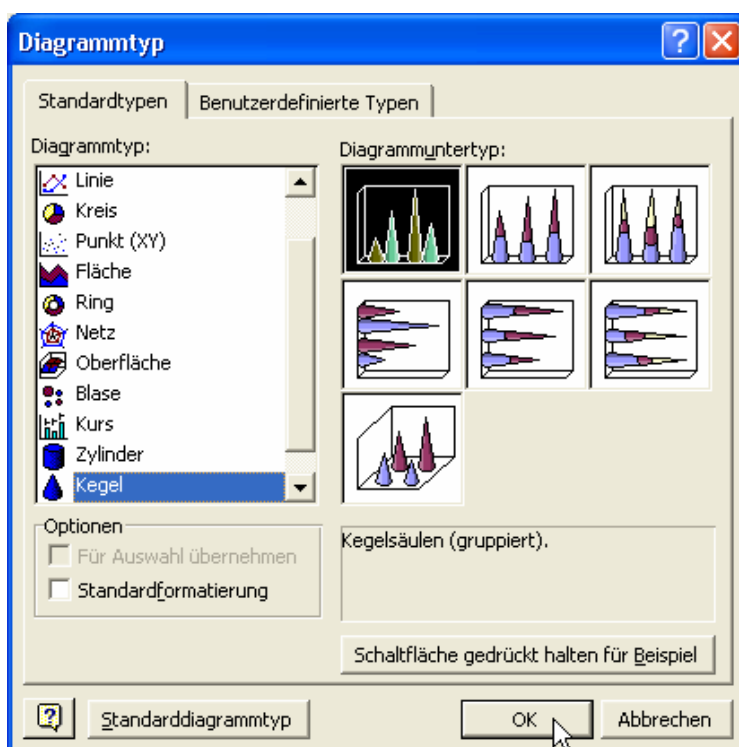 Diagrammtyp
Standardtypen
Benutzerdefinierte Typen
Diagrammtyp:
Linie
Kreis
Punkt (XY)
Fläche
Ring
Netz
Oberfläche
Blase
Kurs
Zylinder
Kegel
Diagrammuntertyp:
Optionen
Für Auswahl übernehmen
Standardformatierung
Kegelsäulen (gruppiert).
Schaltfläche gedrückt halten für Beispiel
Standarddiagrammtyp
OK
Abbrechen